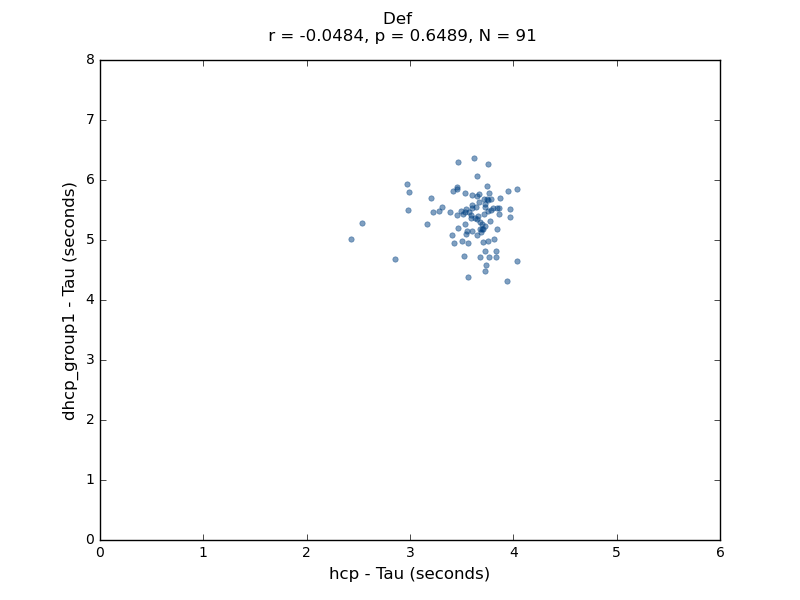 Def
r = -0.0484, p = 0.6489, N = 91
8
7
6
5
4
3
2
1
0
dhcp_group1 - Tau (seconds)
0 1 2 3 4 5 6
hcp - Tau (seconds)